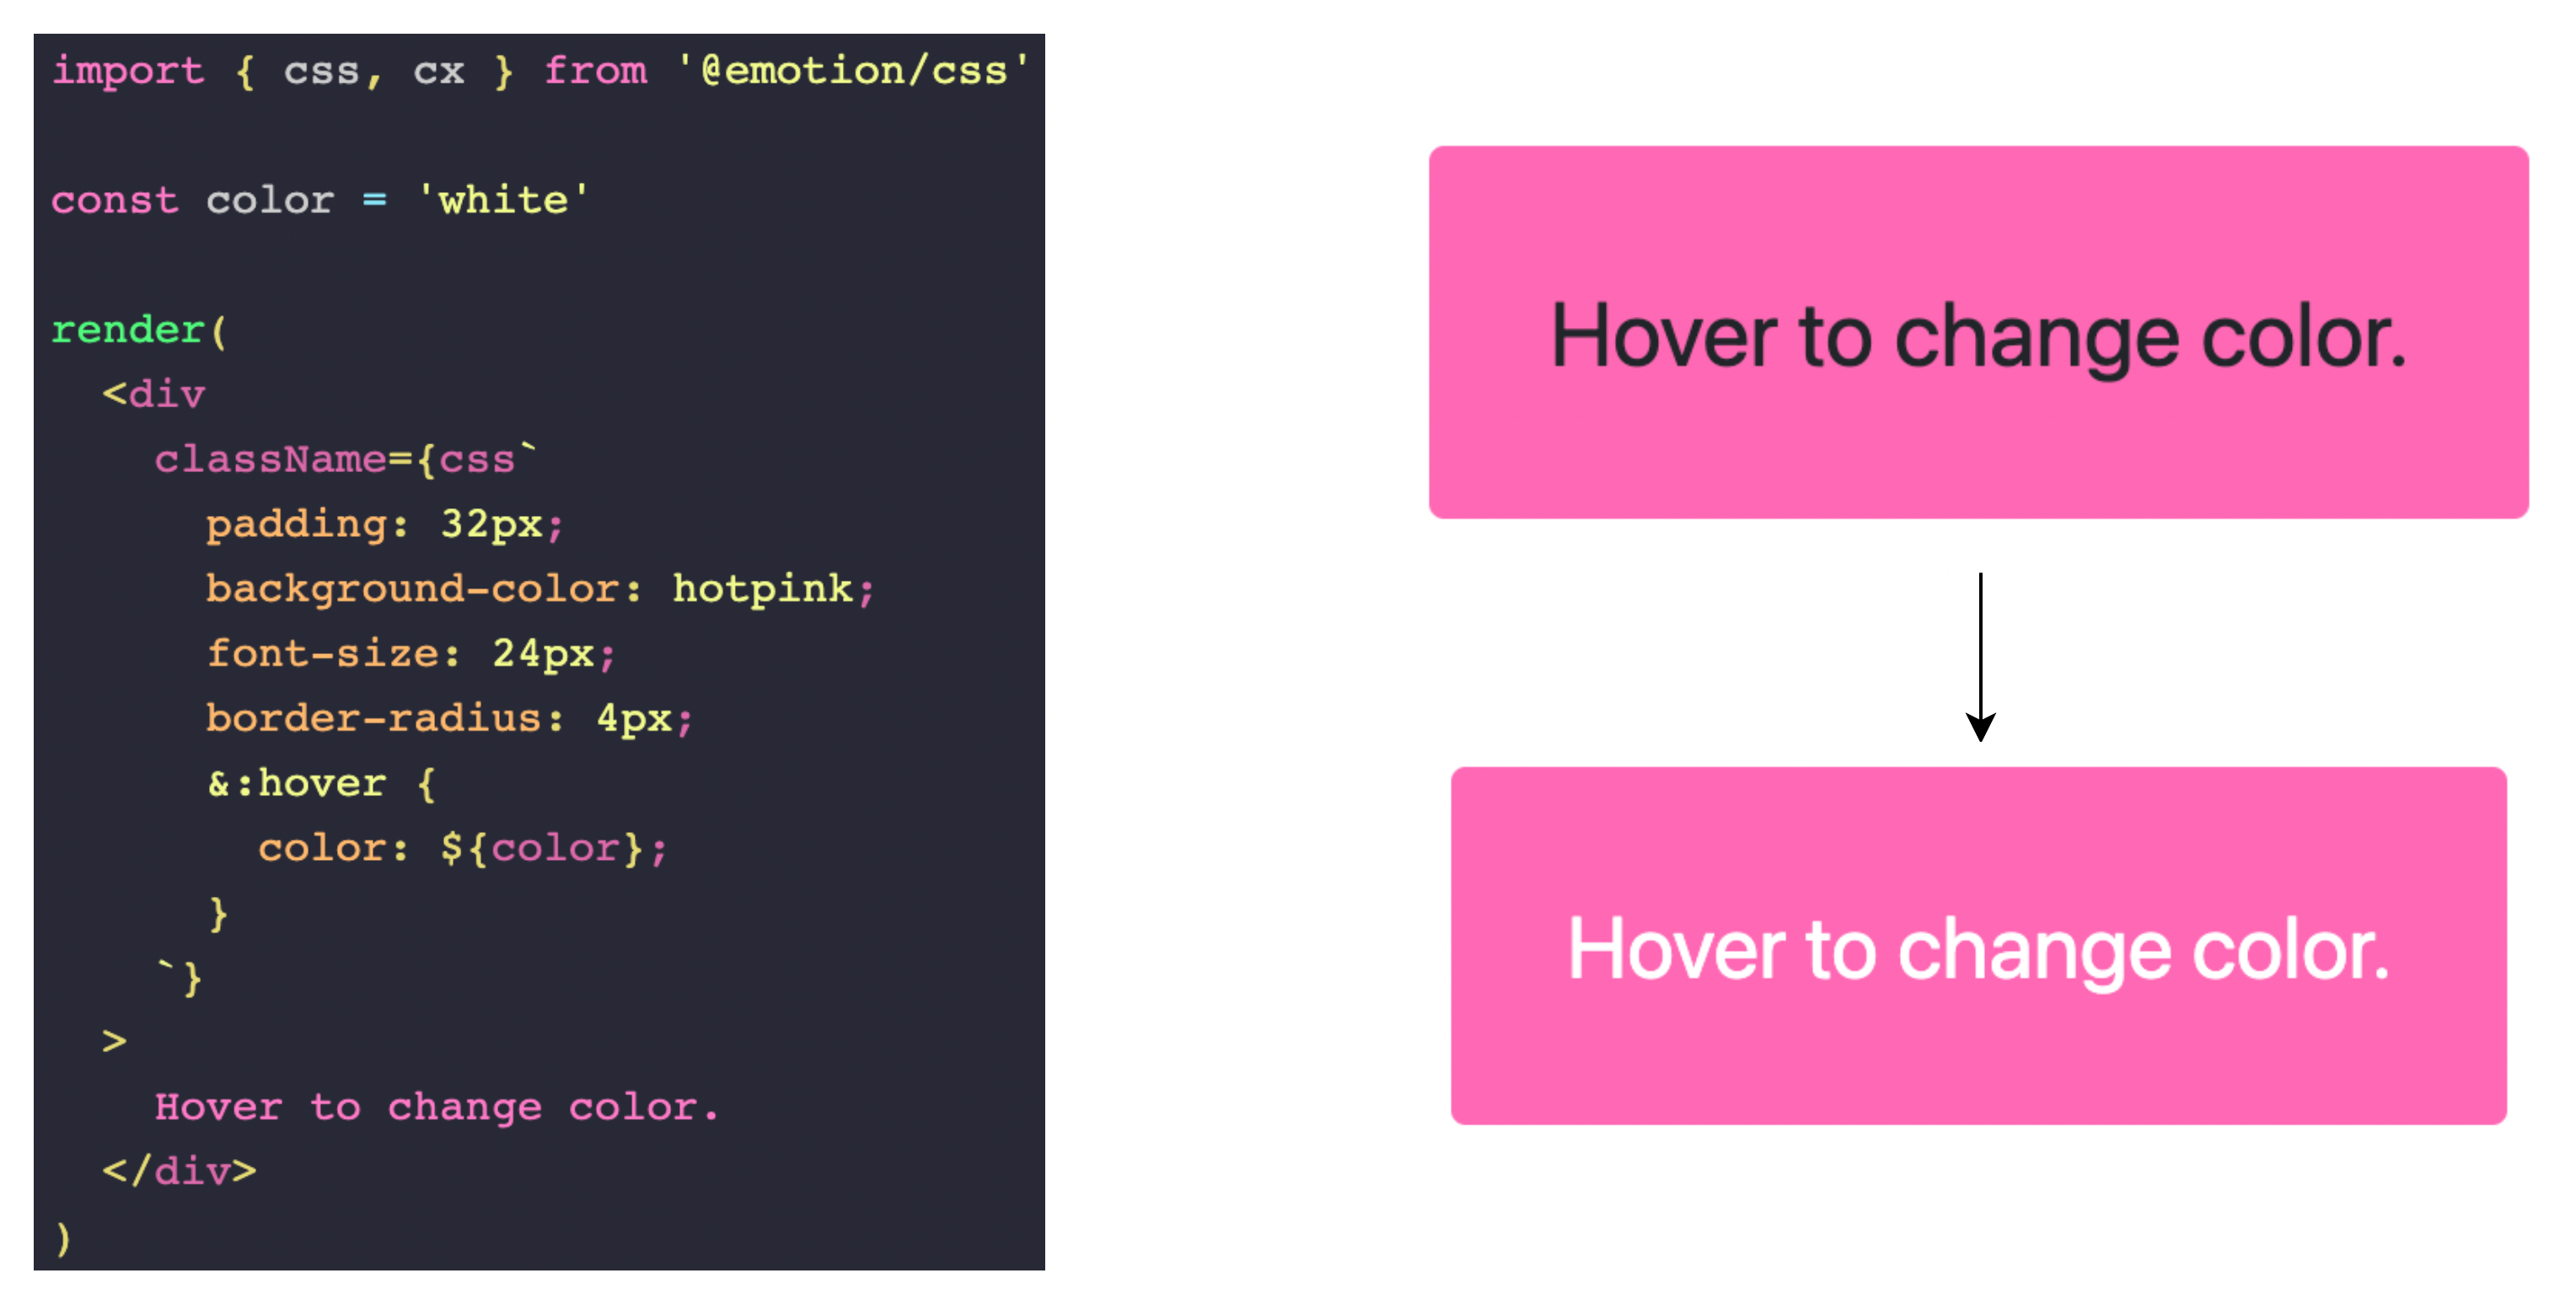 import { css, cx } from '@emotion/css'
const color = 'white'
render(
<div
className={css`
padding: 32px;
background-color: hotpink;
font-size: 24px;
border-radius: 4px;
&:hover {
color: ${color};
}
`}
>
Hover to change color.
</div>
)
Hover to change color.
Hover to change color.